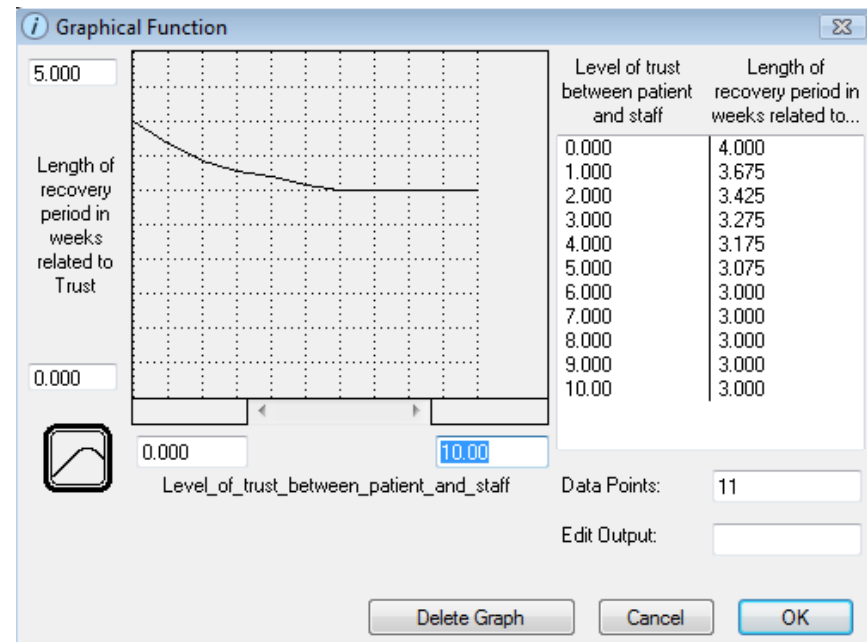 Graphical Function
5.000
Length of
recovery
period in
weeks
related to
Trust
0.000
0.000
10.00
Level_of_trust_between_patient_and_staff
Level of trust
between patient
and staff
Length of
recovery period in
weeks related to...
0.000 4.000
1.000 3.675
2.000 3.425
3.000 3.275
4.000 3.175
5.000 3.075
6.000 3.000
7.000 3.000
8.000 3.000
9.000 3.000
10.00 3.000
Data Points: 11
Edit Output:
Delete Graph
Cancel
OK